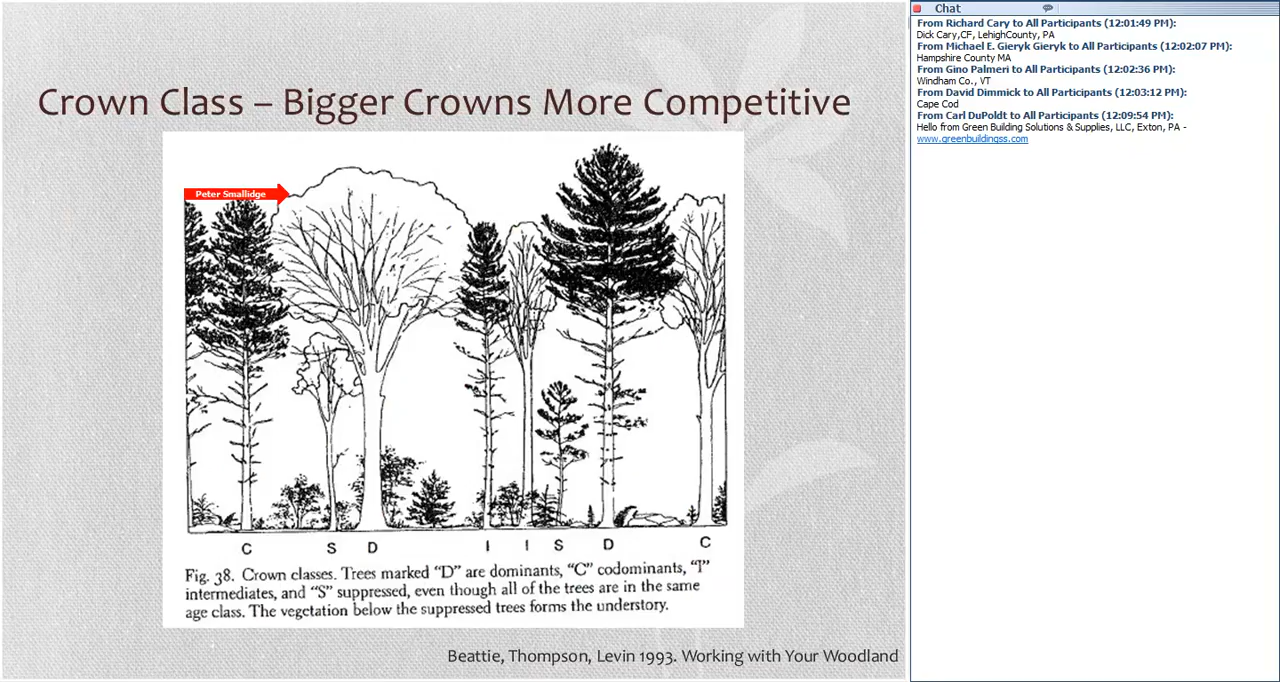 Crown Class – Bigger Crowns More Competitive
Peter Smallidge
C S D I I S D C
Fig. 38. Crown classes. Trees marked "D" are dominants, "C" codominants, "I"
intermediates, and "S" suppressed, even though all of the trees are in the same
age class. The vegetation below the suppressed trees forms the understory.
Beattie, Thompson, Levin 1993. Working with Your Woodland
Chat
From Richard Cary to All Participants (12:01:49 PM):
Dick Cary,CF, LehighCounty, PA
From Michael E. Gieryk Gieryk to All Participants (12:02:07 PM):
Hampshire County MA
From Gino Palmeri to All Participants (12:02:36 PM):
Windham Co., VT
From David Dimmick to All Participants (12:03:12 PM):
Cape Cod
From Carl DuPoldt to All Participants (12:09:54 PM):
Hello from Green Building Solutions & Supplies, LLC, Exton, PA -
www.greenbuildingss.com